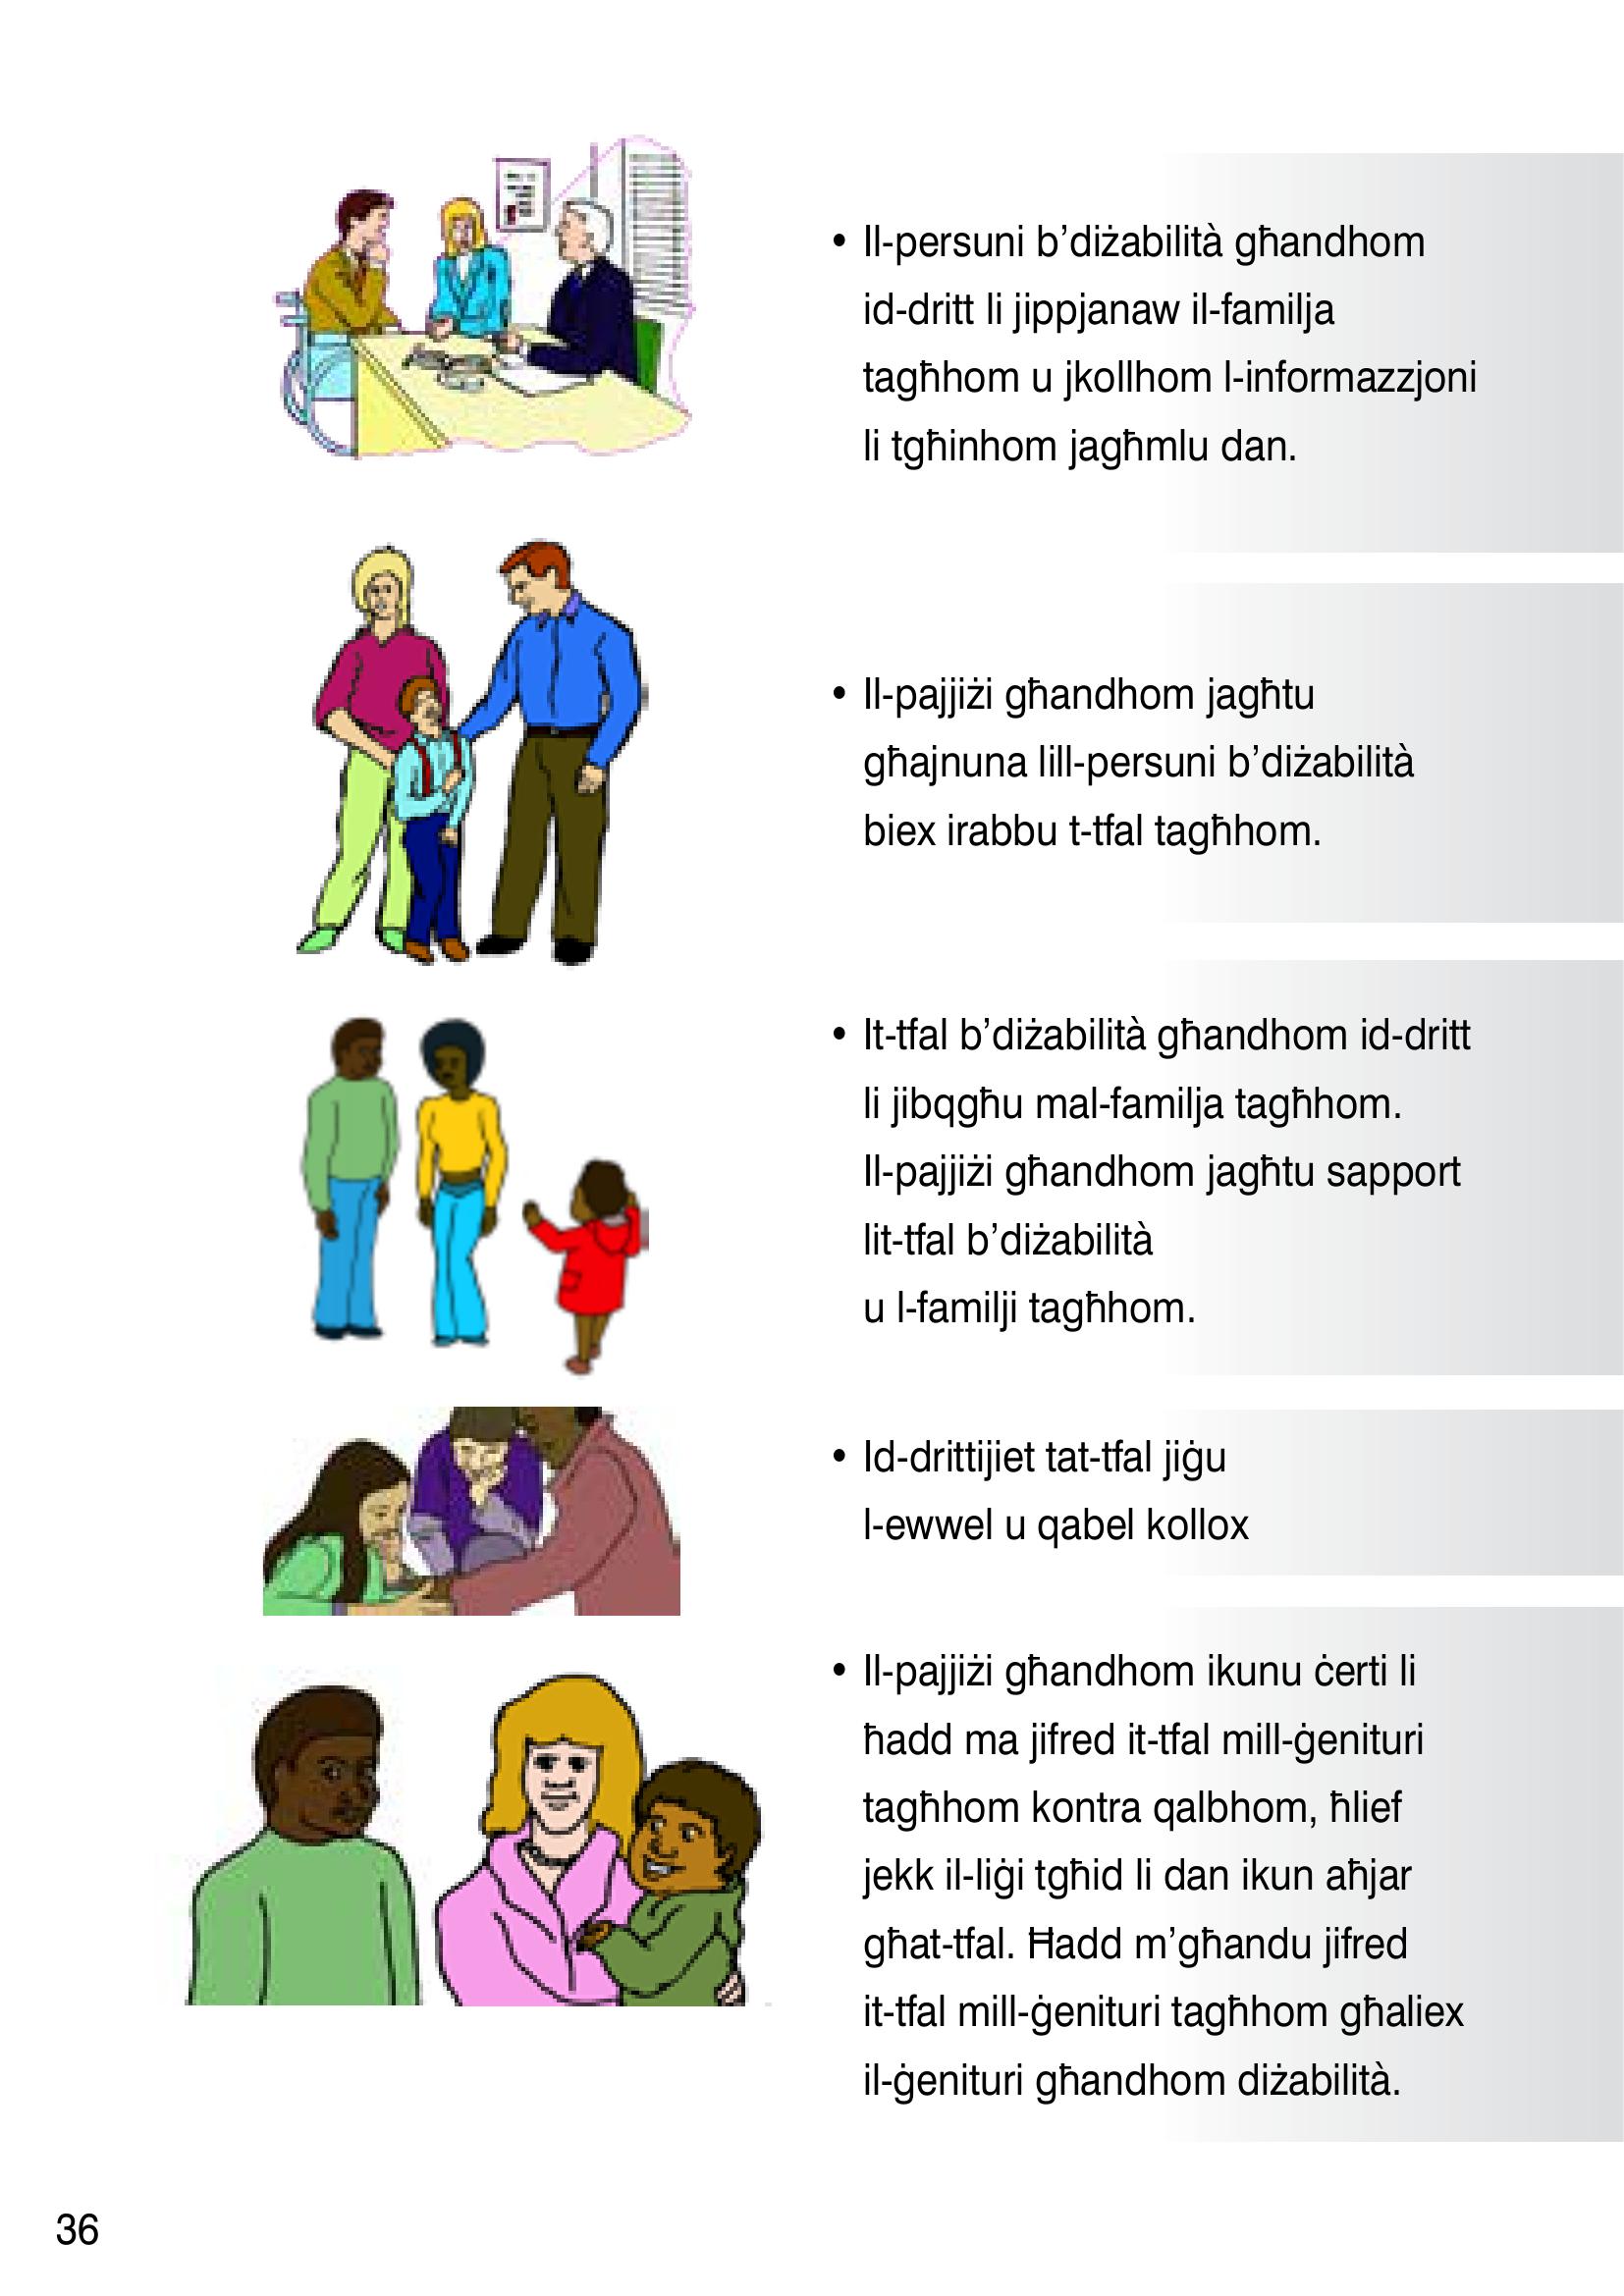 • Il-persuni b’diżabilità għandhom
id-dritt li jippjanaw il-familja
tagħhom u jkollhom l-informazzjoni
li tgħinhom jagħmlu dan.
• Il-pajjiżi għandhom jagħtu
għajnuna lill-persuni b’diżabilità
biex irabbu t-tfal tagħhom.
• It-tfal b’diżabilità għandhom id-dritt
li jibqgħu mal-familja tagħhom.
Il-pajjiżi għandhom jagħtu sapport
lit-tfal b’diżabilità
u l-familji tagħhom.
• Id-drittijiet tat-tfal jiġu
l-ewwel u qabel kollox
• Il-pajjiżi għandhom ikunu ċerti li
ħadd ma jifred it-tfal mill-ġenituri
tagħhom kontra qalbhom, ħlief
jekk il-liġi tgħid li dan ikun aħjar
għat-tfal. Ħadd m’għandu jifred
it-tfal mill-ġenituri tagħhom għaliex
il-ġenituri għandhom diżabilità.
36